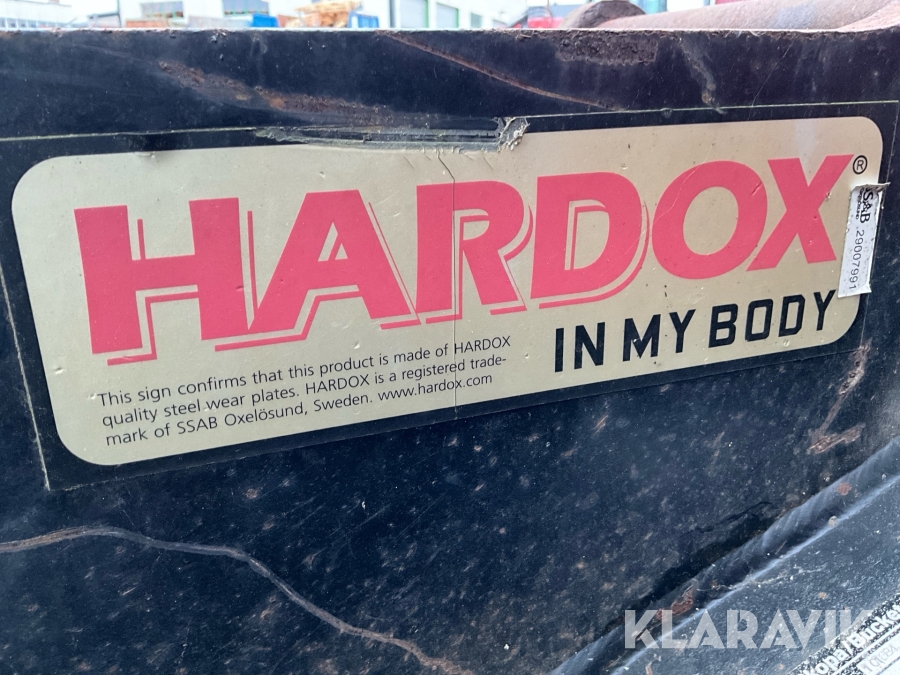 HARDOX®
IN MY BODY
This sign confirms that this product is made of HARDOX
quality steel wear plates. HARDOX is a registered trade-
mark of SSAB Oxelösund, Sweden. www.hardox.com
SSAB
29007991
KLARAVIK